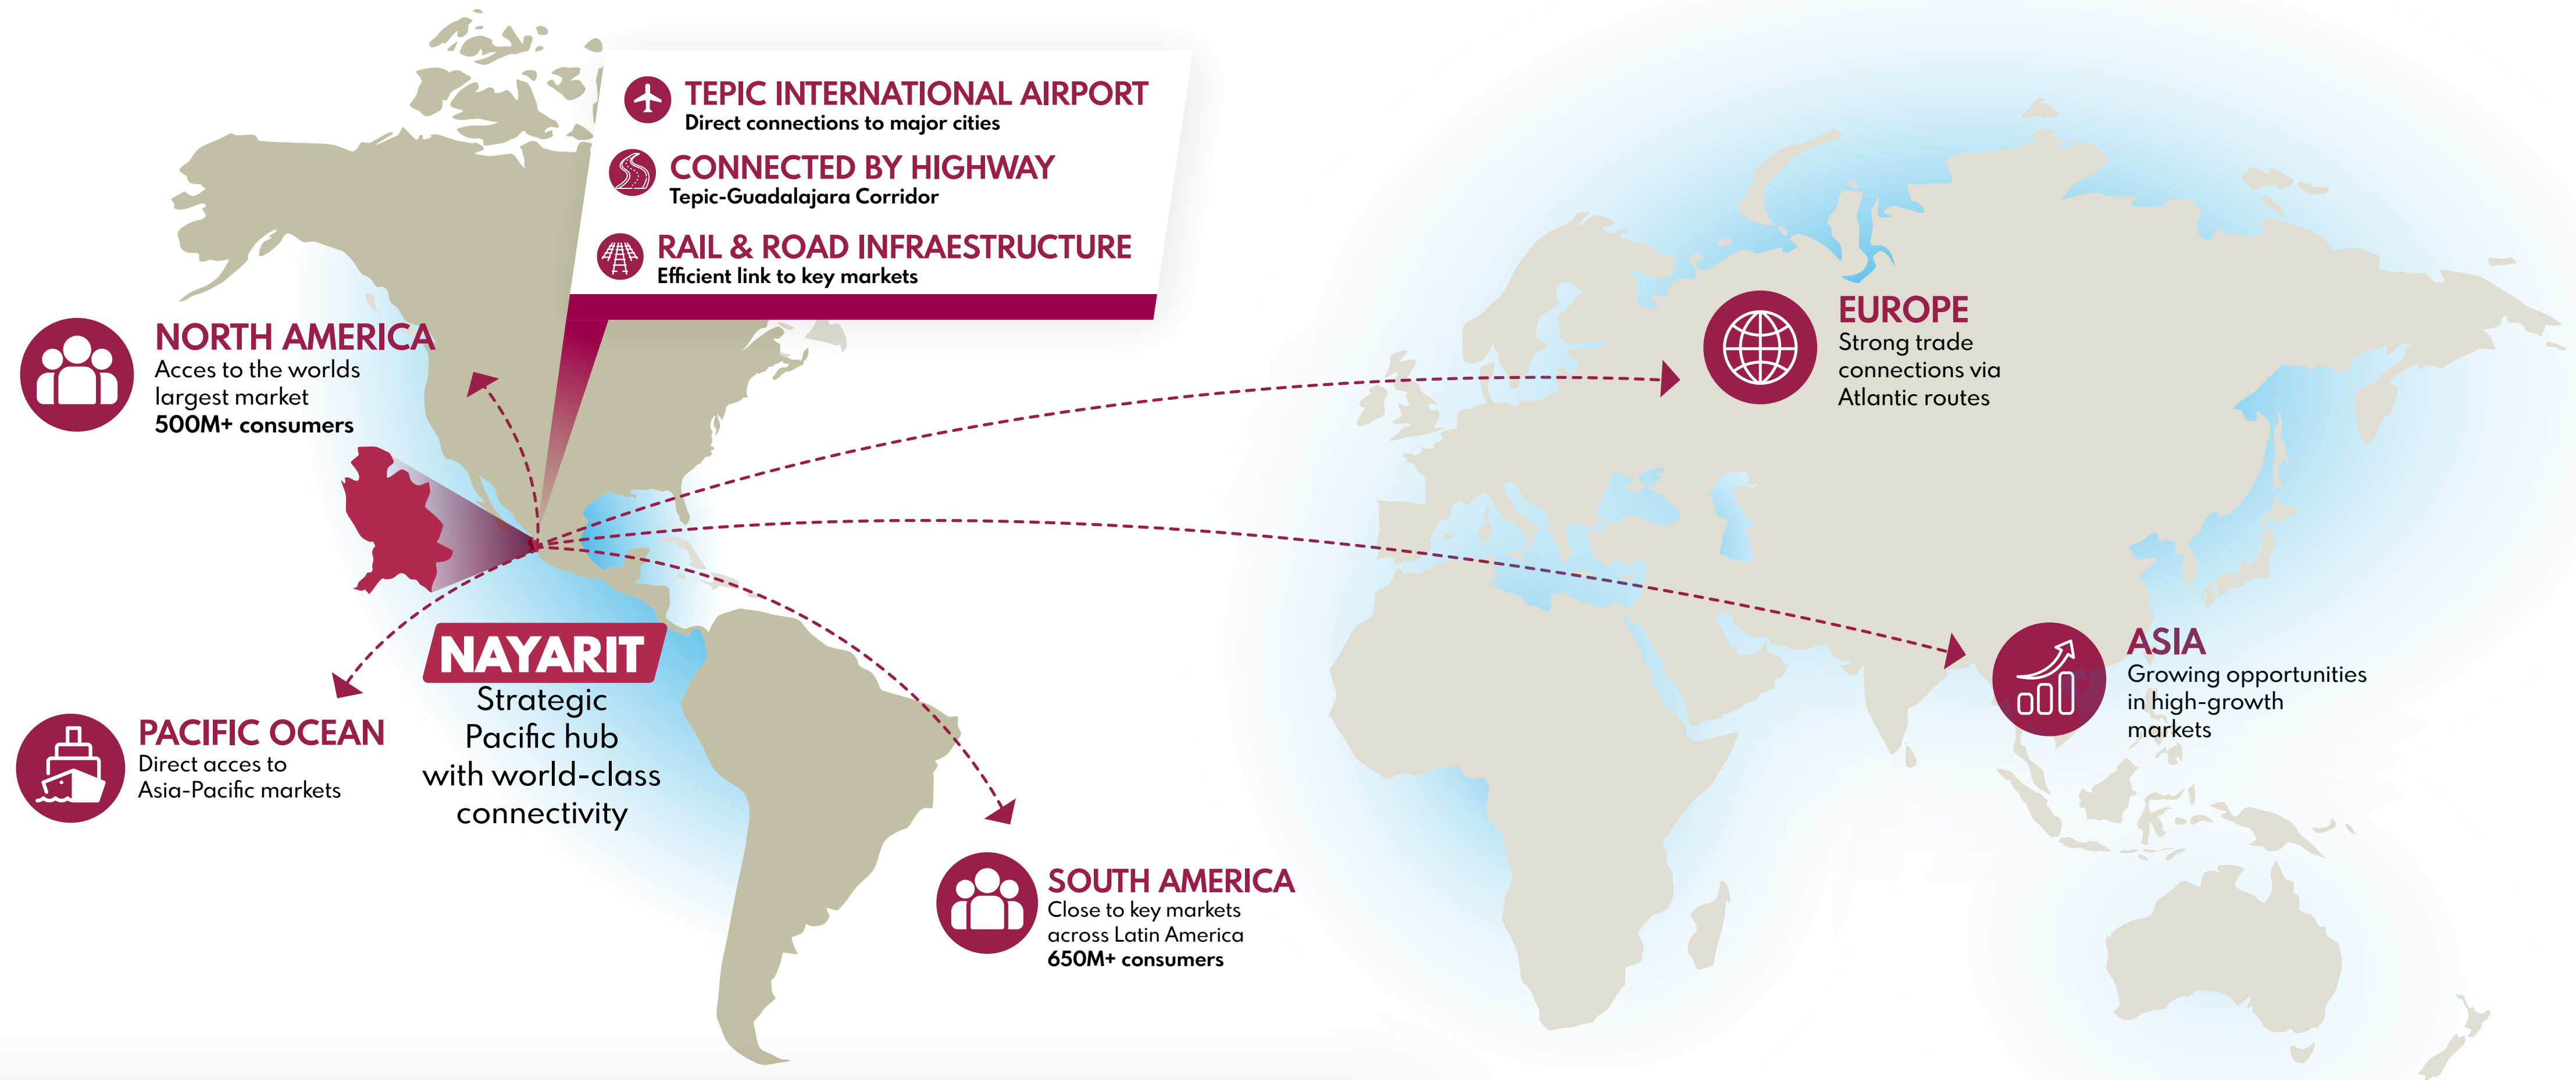 TEPIC INTERNATIONAL AIRPORT
Direct connections to major cities
CONNECTED BY HIGHWAY
Tepic-Guadalajara Corridor
RAIL & ROAD INFRAESTRUCTURE
Efficient link to key markets
NORTH AMERICA
Acces to the worlds
largest market
500M+ consumers
EUROPE
Strong trade
connections via
Atlantic routes
NAYARIT
Strategic
Pacific hub
with world-class
connectivity
PACIFIC OCEAN
Direct acces to
Asia-Pacific markets
ASIA
Growing opportunities
in high-growth
markets
SOUTH AMERICA
Close to key markets
across Latin America
650M+ consumers